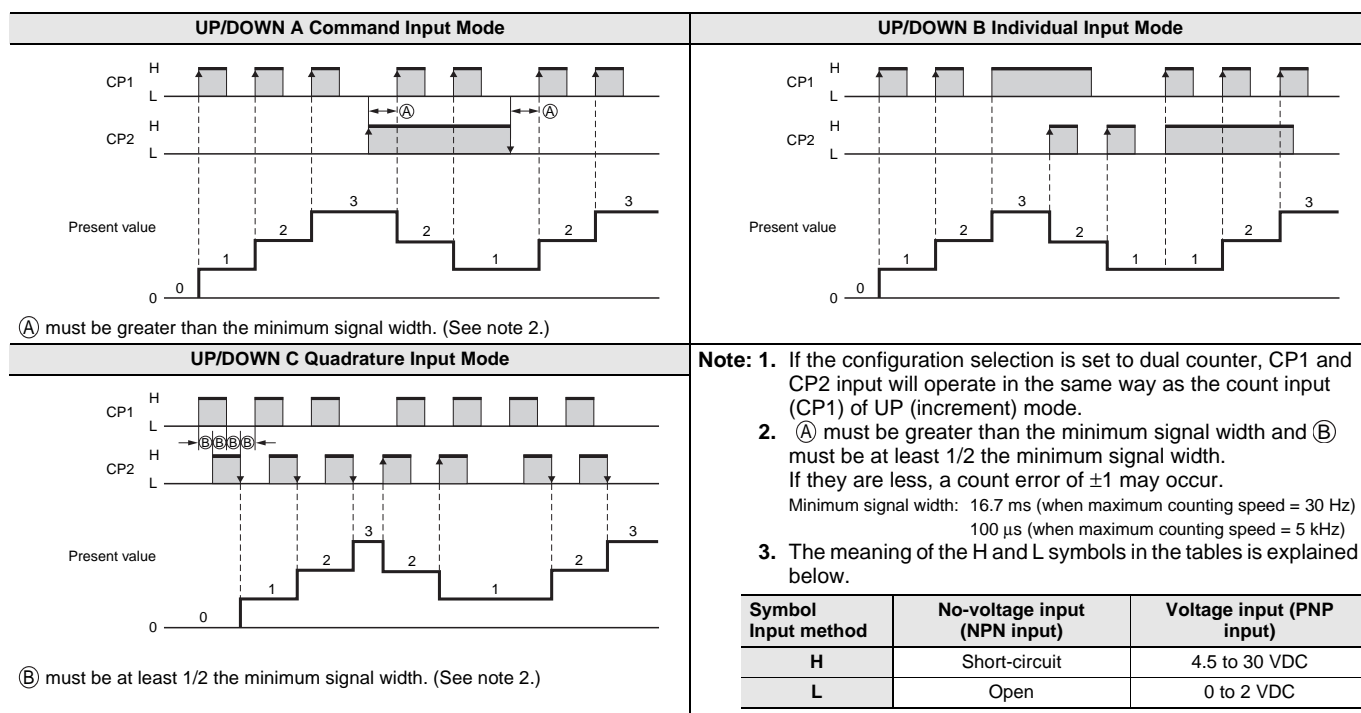 UP/DOWN A Command Input Mode
CP1
H
L
Ⓐ Ⓐ
CP2
H
L
Present value
0 0 1 2 3 2 1 2 3
Ⓐ must be greater than the minimum signal width. (See note 2.)
UP/DOWN B Individual Input Mode
CP1
H
L
CP2
H
L
Present value
0 0 1 2 3 2 1 1 2 3
UP/DOWN C Quadrature Input Mode
CP1
H
L
Ⓑ Ⓑ Ⓑ Ⓑ
CP2
H
L
Present value
0 0 1 2 3 2 1 2 3
Ⓑ must be at least 1/2 the minimum signal width. (See note 2.)
Note: 1. If the configuration selection is set to dual counter, CP1 and
CP2 input will operate in the same way as the count input
(CP1) of UP (increment) mode.
2. Ⓐ must be greater than the minimum signal width and Ⓑ
must be at least 1/2 the minimum signal width.
If they are less, a count error of ±1 may occur.
Minimum signal width: 16.7 ms (when maximum counting speed = 30 Hz)
100 μs (when maximum counting speed = 5 kHz)
3. The meaning of the H and L symbols in the tables is explained
below.
Symbol
Input method
No-voltage input
(NPN input)
Voltage input (PNP
input)
H Short-circuit 4.5 to 30 VDC
L Open 0 to 2 VDC